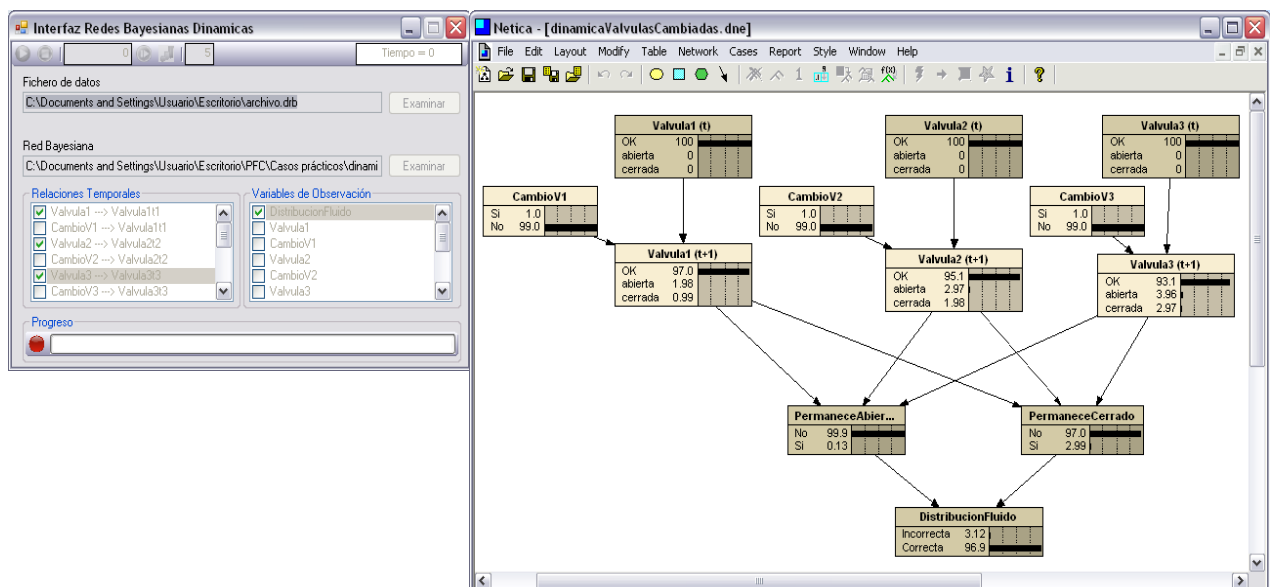 Interfaz Redes Bayesianas Dinamicas
0
5
Tiempo = 0
Fichero de datos
C:\Documents and Settings\Usuario\Escritorio\archivo.drb
Examinar
Red Bayesiana
C:\Documents and Settings\Usuario\Escritorio\PFC\Casos prácticos\dinami
Examinar
Relaciones Temporales
Valvula1 ---> Valvula1t1
CambioV1 ---> Valvula1t1
Valvula2 ---> Valvula2t2
CambioV2 ---> Valvula2t2
Valvula3 ---> Valvula3t3
CambioV3 ---> Valvula3t3
Variables de Observación
DistribucionFluido
Valvula1
CambioV1
Valvula2
CambioV2
Valvula3
Progreso
Netica - [dinamicaValvulasCambiadas.dne]
File Edit Layout Modify Table Network Cases Report Style Window Help
Valvula1 (t)
OK 100
abierta 0
cerrada 0
Valvula2 (t)
OK 100
abierta 0
cerrada 0
Valvula3 (t)
OK 100
abierta 0
cerrada 0
CambioV1
Si 1.0
No 99.0
CambioV2
Si 1.0
No 99.0
CambioV3
Si 1.0
No 99.0
Valvula1 (t+1)
OK 97.0
abierta 1.98
cerrada 0.99
Valvula2 (t+1)
OK 95.1
abierta 2.97
cerrada 1.98
Valvula3 (t+1)
OK 93.1
abierta 3.96
cerrada 2.97
PermaneceAbier...
No 99.9
Si 0.13
PermaneceCerrado
No 97.0
Si 2.99
DistribucionFluido
Incorrecta 3.12
Correcta 96.9